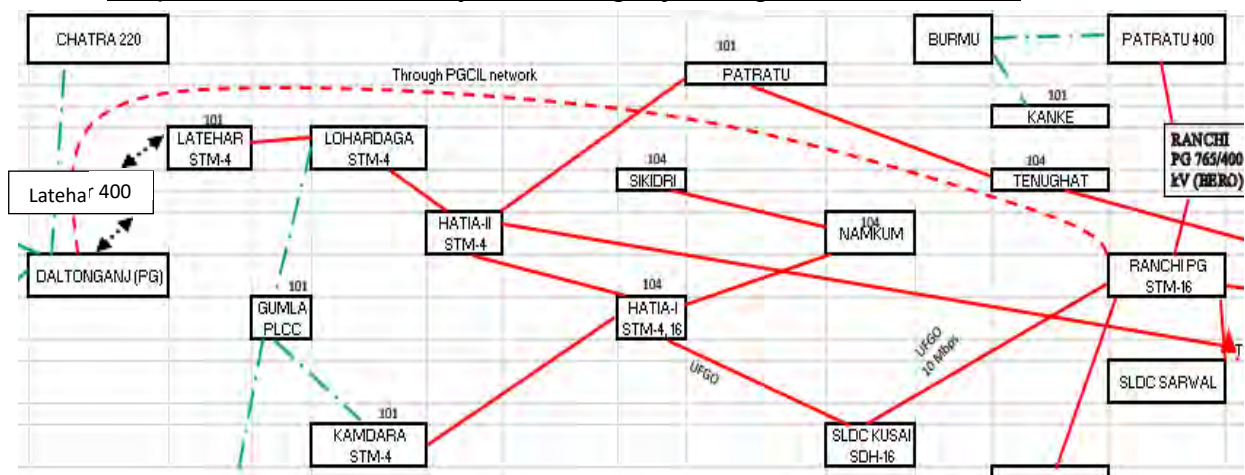 CHATRA 220
BURMU
PATRATU 400
101
PATRATU
Through PGCIL network
101
KANKE
101
LATEHAR
STM-4
LOHARDAGA
STM-4
RANCHI
PG 765/400
kV (BERO)
104
SIKIDRI
104
TENUGHAT
Latehar 400
HATIA-II
STM-4
104
NAMKUM
DALTONGANJ (PG)
RANCHI PG
STM-16
101
GUMLA
PLCC
104
HATIA-I
STM-4, 16
UFGO
10 Mbps
T
UFGO
SLDC SARWAL
101
KAMDARA
STM-4
SLDC KUSAI
SDH-16